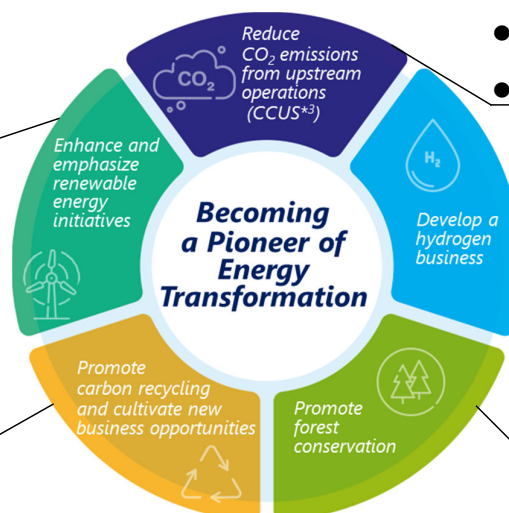 Reduce
CO₂ emissions
from upstream
operations
(CCUS*³)
CO₂
H₂
Develop a
hydrogen
business
Enhance and
emphasize
renewable
energy
initiatives
Becoming
a Pioneer of
Energy
Transformation
Promote
carbon recycling
and cultivate new
business opportunities
Promote
forest
conservation